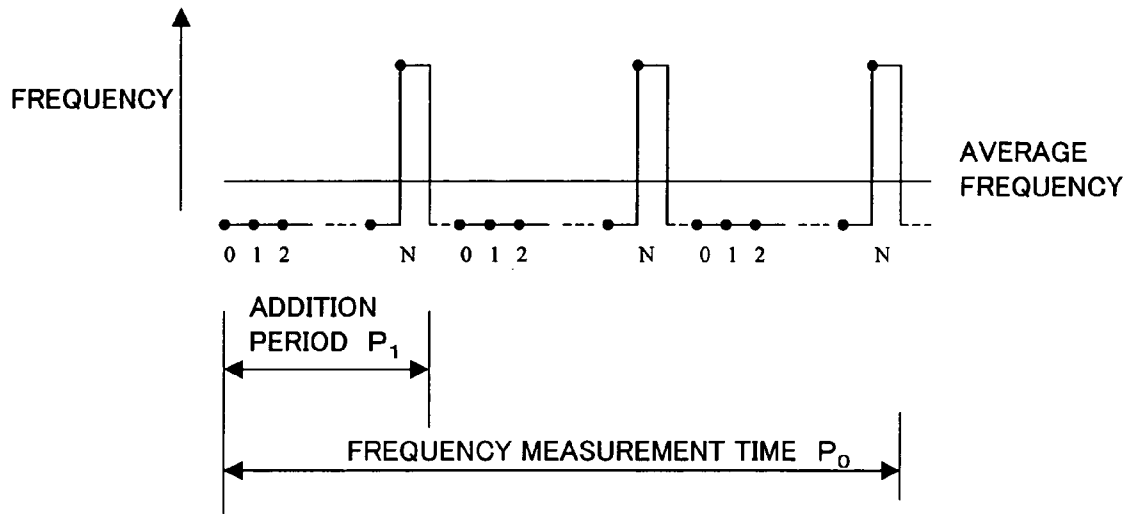 FREQUENCY
AVERAGE
FREQUENCY
0 1 2 N 0 1 2 N 0 1 2 N
ADDITION
PERIOD P₁
FREQUENCY MEASUREMENT TIME P₀